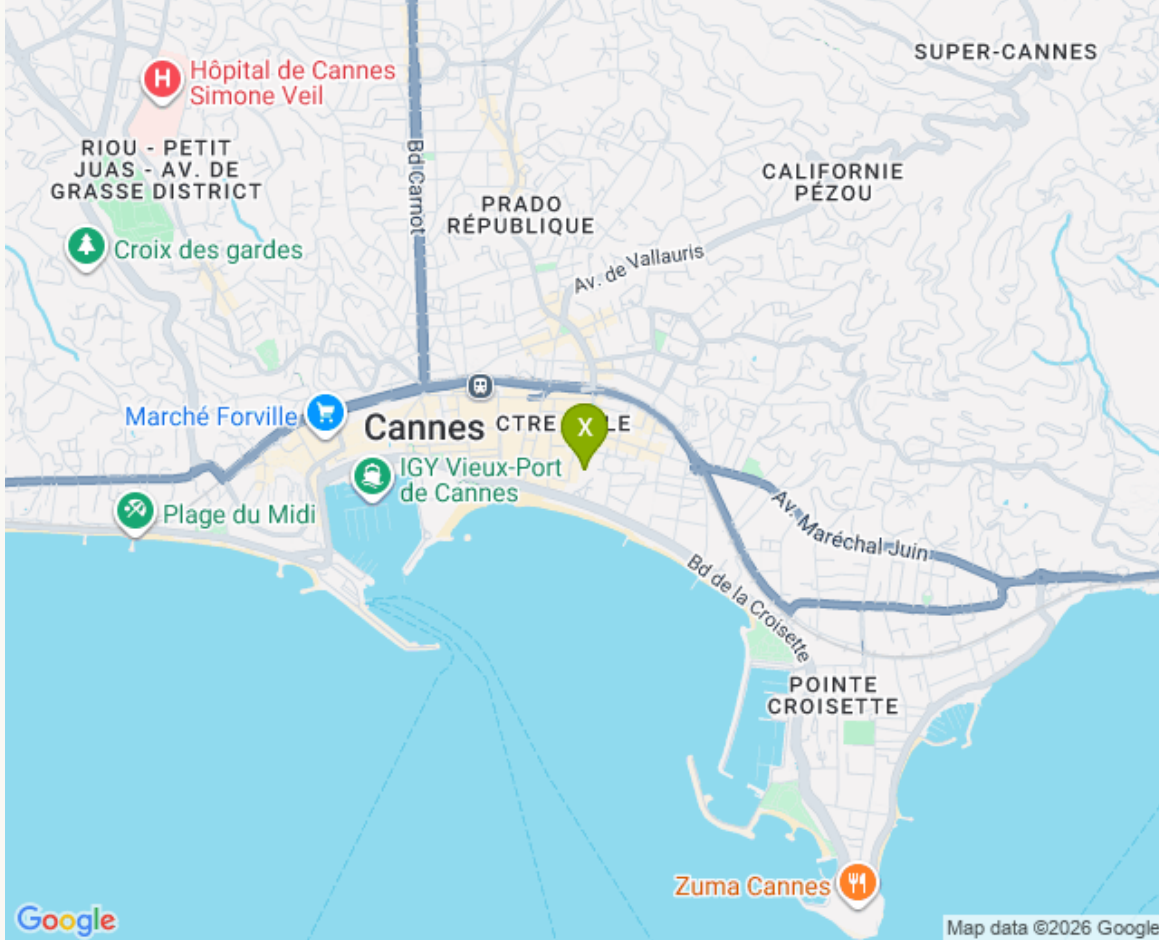 SUPER-CANNES
Hôpital de Cannes
Simone Veil
RIOU - PETIT
JUAS - AV. DE
GRASSE DISTRICT
Bd Carnot
CALIFORNIE
PÉZOU
PRADO
RÉPUBLIQUE
Croix des gardes
Av. de Vallauris
Marché Forville
Cannes
CTRE LE
X
IGY Vieux-Port
de Cannes
Plage du Midi
Av. Maréchal Juin
Bd de la Croisette
POINTE
CROISETTE
Zuma Cannes
Google
Map data ©2026 Google
H